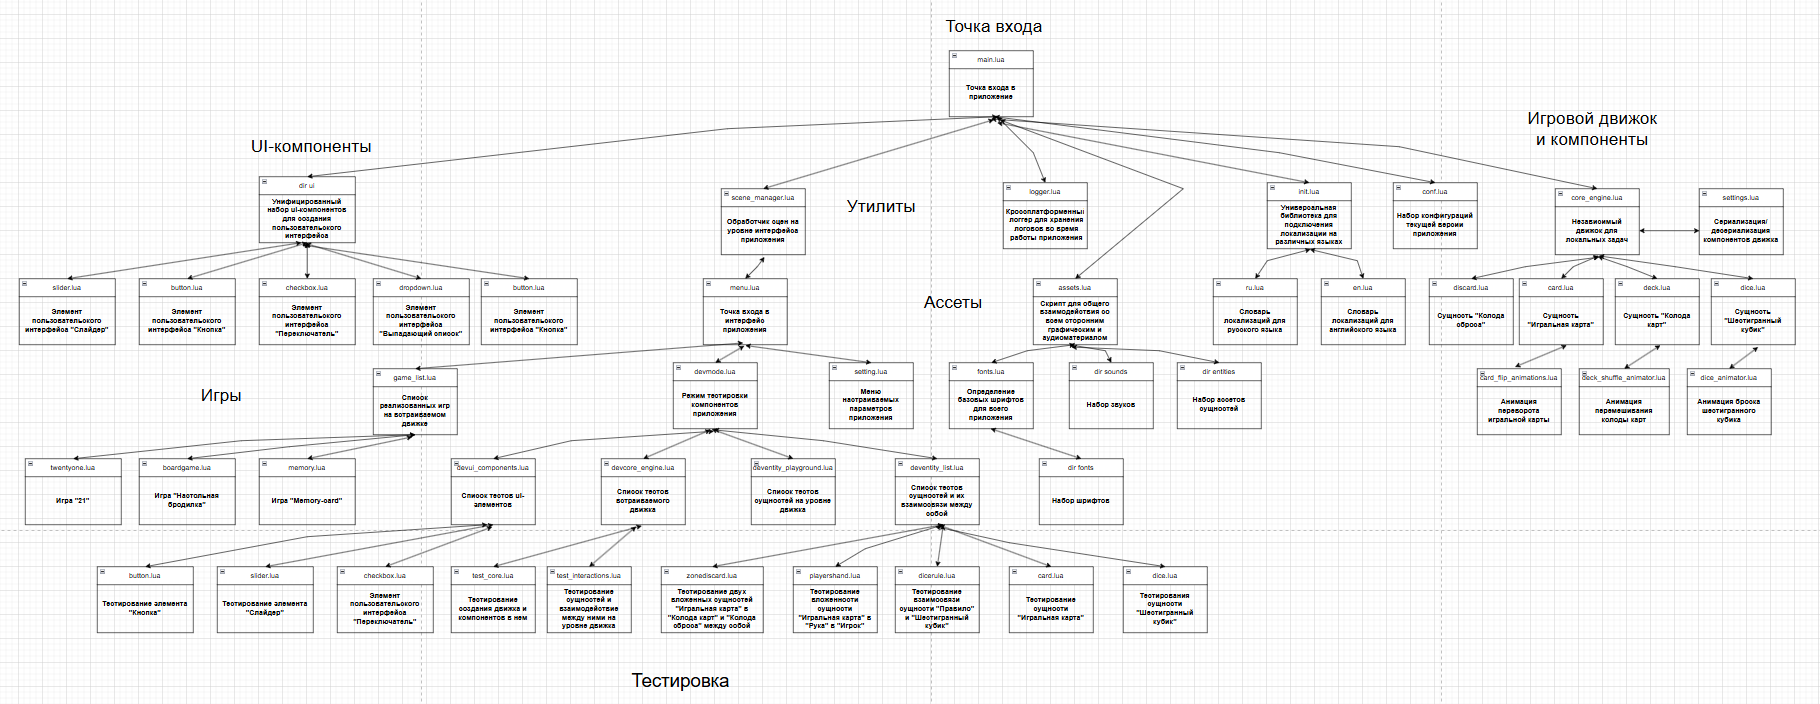 Точка входа
main.lua
Точка входа в
приложение
Игровой движок
и компоненты
UI-компоненты
dir ui
Унифицированный
набор ui-компонентов
для создания
пользовательского
интерфейса
scene_manager.lua
Обработчик сцен на
уровне интерфейса
приложения
Утилиты
logger.lua
Кроссплатформенный
логгер для хранения
логов во время
работы приложения
init.lua
Универсальная
библиотека для
подключения
локализации на
различных языках
conf.lua
Набор конфигураций
текущей версии
приложения
core_engine.lua
Независимый
движок для
локальных задач
settings.lua
Сериализация/
десериализация
компонентов движка
slider.lua
Элемент
пользовательского
интерфейса "Слайдер"
button.lua
Элемент
пользовательского
интерфейса "Кнопка"
checkbox.lua
Элемент
пользовательского
интерфейса
"Переключатель"
dropdown.lua
Элемент
пользовательского
интерфейса
"Выпадающий список"
button.lua
Элемент
пользовательского
интерфейса "Кнопка"
menu.lua
Точка входа в
интерфейс
приложения
Ассеты
assets.lua
Скрипт для общего
взаимодействия со
всем сторонним
графическим и
аудиоматериалом
ru.lua
Словарь
локализаций для
русского языка
en.lua
Словарь
локализаций для
английского языка
discard.lua
Сущность "Колода
сброса"
card.lua
Сущность
"Игральная карта"
deck.lua
Сущность "Колода
карт"
dice.lua
Сущность
"Шестигранный
кубик"
Игры
game_list.lua
Список
реализованных игр
на встраиваемом
движке
devmode.lua
Режим тестировки
компонентов
приложения
setting.lua
Меню
настраиваемых
параметров
приложения
fonts.lua
Определение
базовых шрифтов
для всего
приложения
dir sounds
Набор звуков
dir entities
Набор ассетов
сущностей
card_flip_animations.lua
Анимация
переворота
игральной карты
deck_shuffle_animator.lua
Анимация
перемешивания
колоды карт
dice_animator.lua
Анимация броска
шестигранного
кубика
twentyone.lua
Игра "21"
boardgame.lua
Игра "Настольная
бродилка"
memory.lua
Игра "Memory-card"
devui_components.lua
Список тестов ui-
элементов
devcore_engine.lua
Список тестов
встраиваемого
движка
deventity_playground.lua
Список тестов
сущностей на уровне
движка
deventity_list.lua
Список тестов
сущностей и их
взаимосвязи между
собой
dir fonts
Набор шрифтов
button.lua
Тестирование элемента
"Кнопка"
slider.lua
Тестирование элемента
"Слайдер"
checkbox.lua
Элемент
пользовательского
интерфейса
"Переключатель"
test_core.lua
Тестирование
создания движка и
компонентов в нем
test_interactions.lua
Тестирование
сущностей и
взаимодействие
между ними на
уровне движка
zonediscard.lua
Тестирование двух
вложенных сущностей
"Игральная карта" в
"Колода карт" и "Колода
сброса" между собой
playershand.lua
Тестирование
вложенности
сущности
"Игральная карта" в
"Рука" в "Игрок"
dicerule.lua
Тестирование
взаимосвязи
сущности "Правило"
и "Шестигранный
кубик"
card.lua
Тестирование
сущности
"Игральная карта"
dice.lua
Тестирования
сущности
"Шестигранный
кубик"
Тестировка